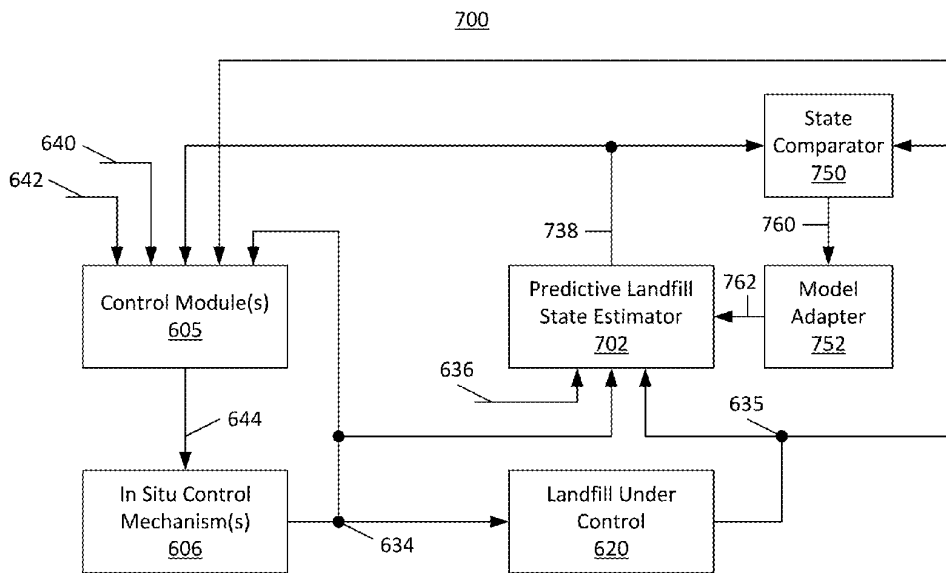 700
State
Comparator
750
640
642
738
760
Control Module(s)
605
Predictive Landfill
State Estimator
702
762
Model
Adapter
752
636
644
635
In Situ Control
Mechanism(s)
606
634
Landfill Under
Control
620